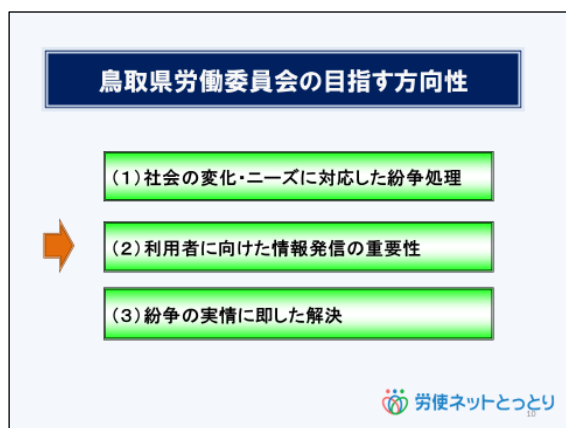 鳥取県労働委員会の目指す方向性
(1)社会の変化・ニーズに対応した紛争処理
(2)利用者に向けた情報発信の重要性
(3)紛争の実情に即した解決
労使ネットとっとり
10